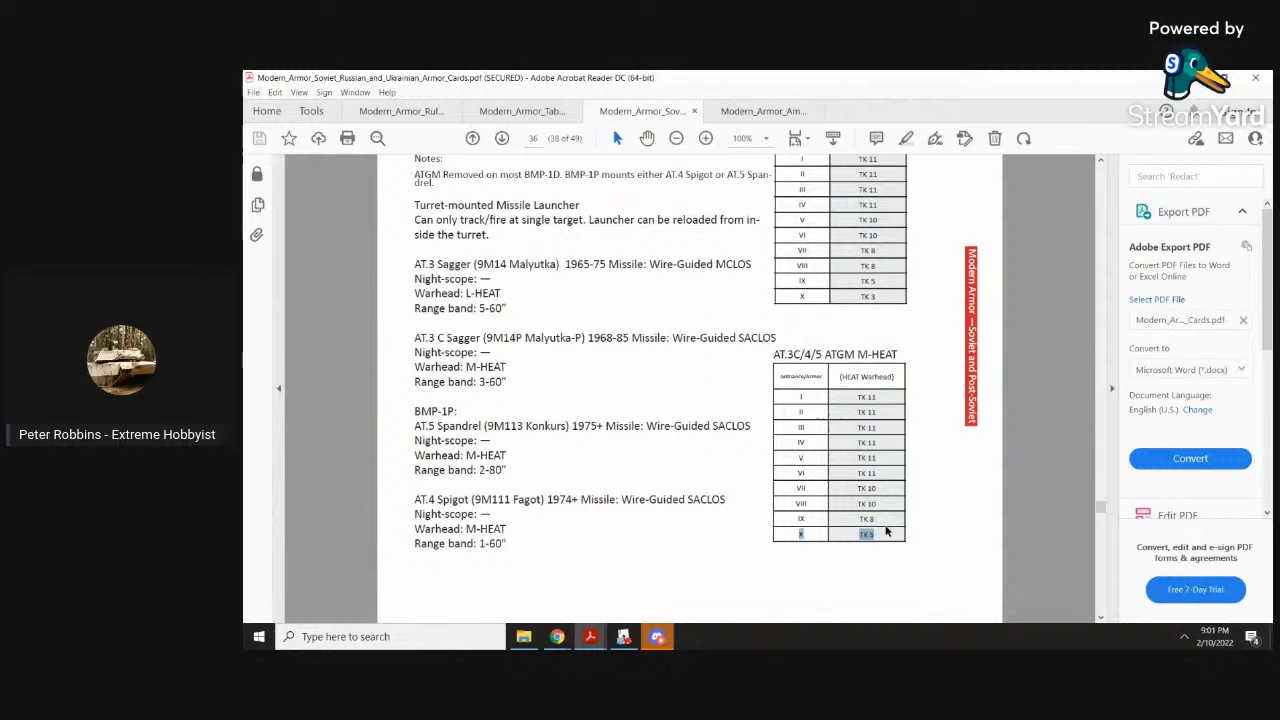 Powered by
StreamYard
Modern_Armor_Soviet_Russian_and_Ukrainian_Armor_Cards.pdf (SECURED) - Adobe Acrobat Reader DC (64-bit)
File Edit View Sign Window Help
Home Tools Modern_Armor_Rul... Modern_Armor_Tab... Modern_Armor_Sov... × Modern_Armor_Am...
36 (38 of 49) 100%
Notes:
ATGM Removed on most BMP-1D. BMP-1P mounts either AT.4 Spigot or AT.5 Span-
drel.
Turret-mounted Missile Launcher
Can only track/fire at single target. Launcher can be reloaded from in-
side the turret.
AT.3 Sagger (9M14 Malyutka) 1965-75 Missile: Wire-Guided MCLOS
Night-scope: —
Warhead: L-HEAT
Range band: 5-60”
AT.3 C Sagger (9M14P Malyutka-P) 1968-85 Missile: Wire-Guided SACLOS
Night-scope: —
Warhead: M-HEAT
Range band: 3-60”
BMP-1P:
AT.5 Spandrel (9M113 Konkurs) 1975+ Missile: Wire-Guided SACLOS
Night-scope: —
Warhead: M-HEAT
Range band: 2-80”
AT.4 Spigot (9M111 Fagot) 1974+ Missile: Wire-Guided SACLOS
Night-scope: —
Warhead: M-HEAT
Range band: 1-60”
I TK 11
II TK 11
III TK 11
IV TK 11
V TK 10
VI TK 10
VII TK 8
VIII TK 8
IX TK 5
X TK 3
AT.3C/4/5 ATGM M-HEAT
(HEAT Warhead)
I TK 11
II TK 11
III TK 11
IV TK 11
V TK 11
VI TK 11
VII TK 10
VIII TK 10
IX TK 8
X TK 5
Modern Armor —Soviet and Post-Soviet
Search 'Redact'
Export PDF
Adobe Export PDF
Convert PDF Files to Word
or Excel Online
Select PDF File
Modern_Ar..._Cards.pdf ×
Convert to
Microsoft Word (*.docx)
Document Language:
English (U.S.) Change
Convert
Edit PDF
Convert, edit and e-sign PDF
forms & agreements
Free 7-Day Trial
Peter Robbins - Extreme Hobbyist
Type here to search
9:01 PM
2/10/2022